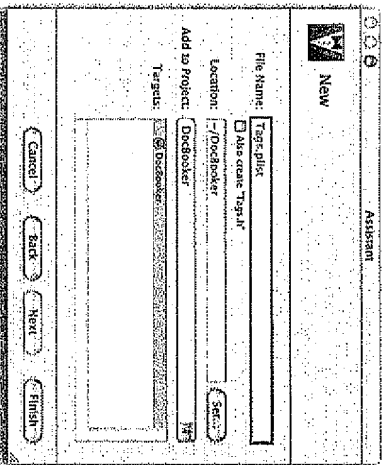 Assistant
New
File Name: Tags.plist
Also create "Tags.h"
Location: ~/DocBooker
Set...
Add to Project: DocBooker
Targets:
DocBooker
Cancel Back Next Finish